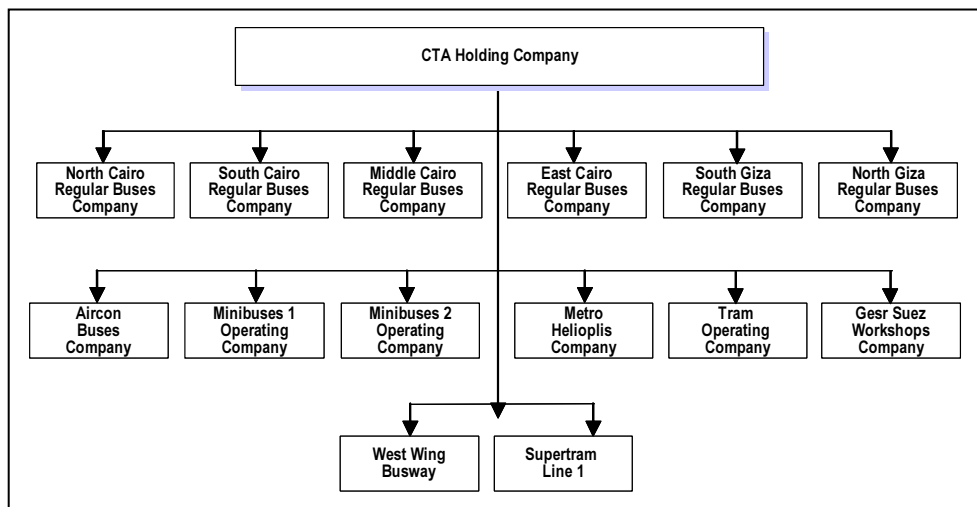 CTA Holding Company
North Cairo
Regular Buses
Company
South Cairo
Regular Buses
Company
Middle Cairo
Regular Buses
Company
East Cairo
Regular Buses
Company
South Giza
Regular Buses
Company
North Giza
Regular Buses
Company
Aircon
Buses
Company
Minibuses 1
Operating
Company
Minibuses 2
Operating
Company
Metro
Helioplis
Company
Tram
Operating
Company
Gesr Suez
Workshops
Company
West Wing
Busway
Supertram
Line 1